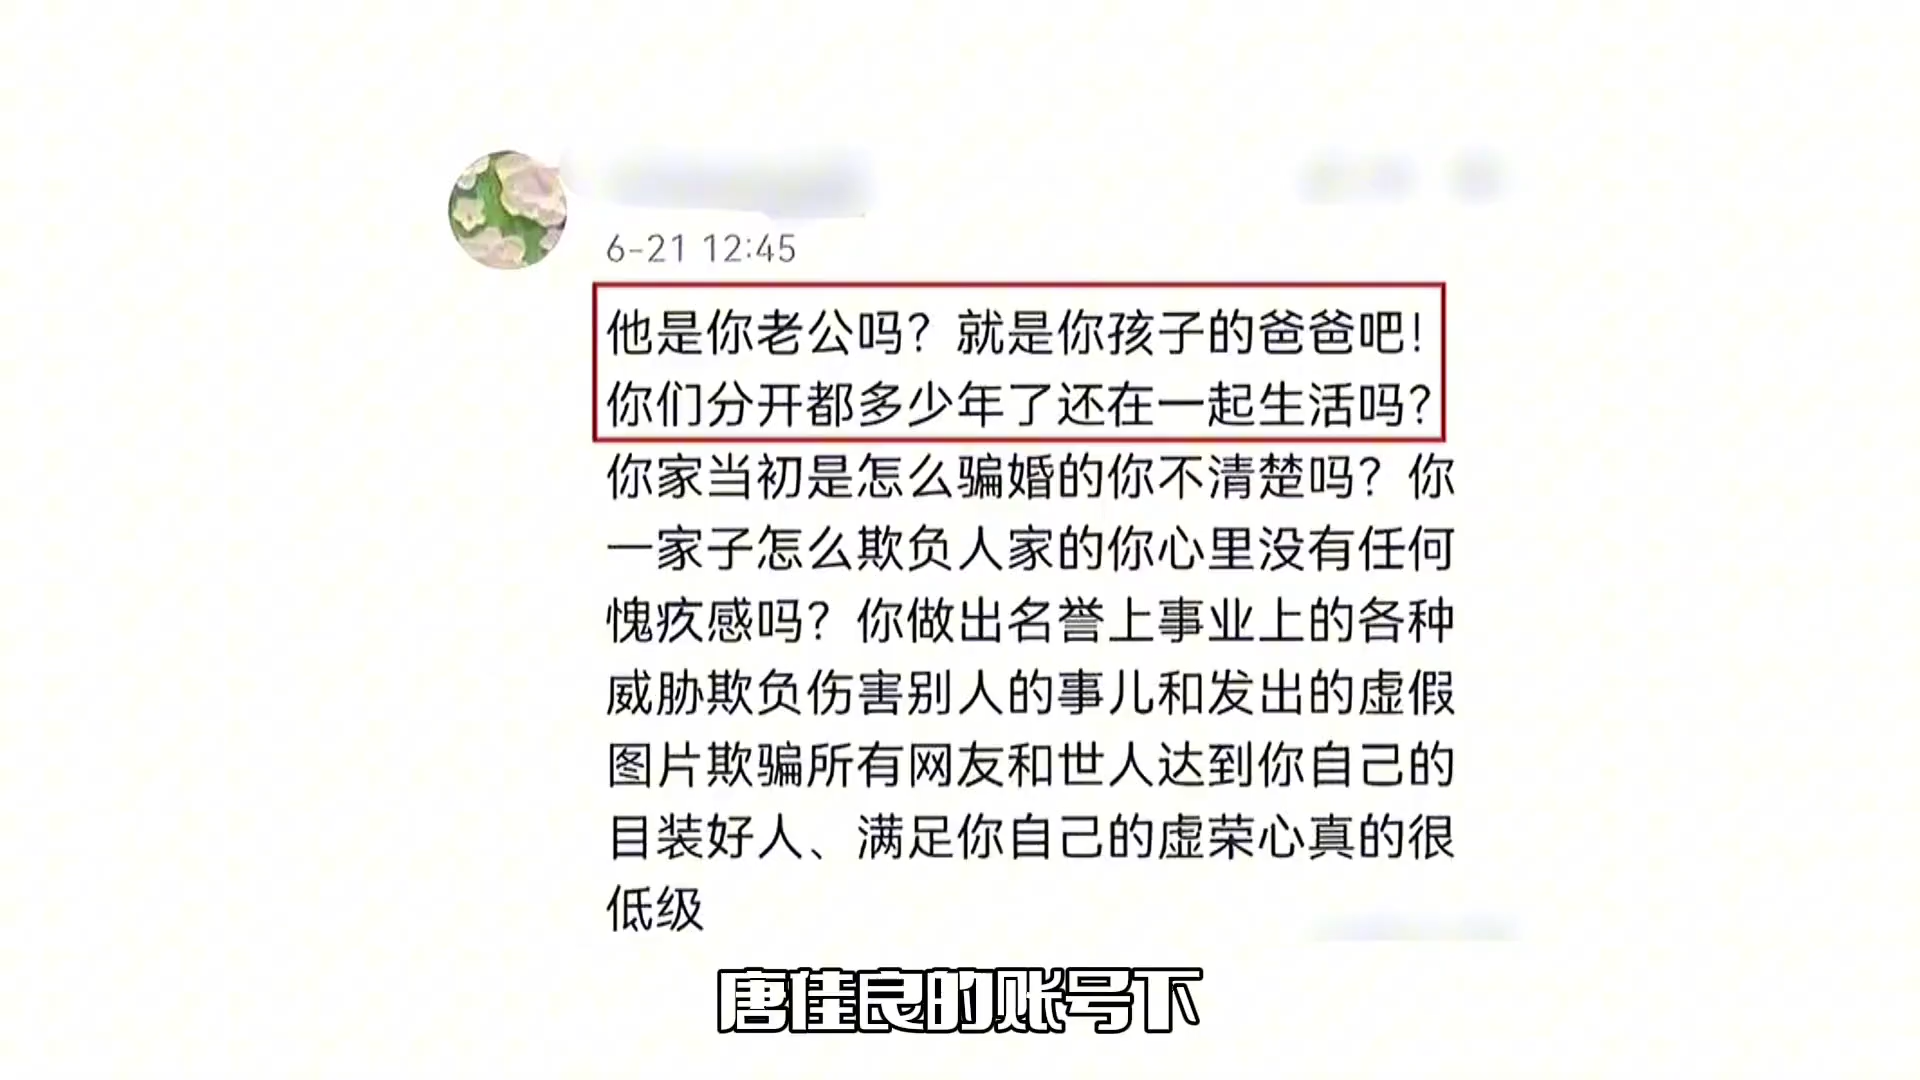 6-21 12:45
他是你老公吗？就是你孩子的爸爸吧！
你们分开都多少年了还在一起生活吗？
你家当初是怎么骗婚的你不清楚吗？你
一家子怎么欺负人家的你心里没有任何
愧疚感吗？你做出名誉上事业上的各种
威胁欺负伤害别人的事儿和发出的虚假
图片欺骗所有网友和世人达到你自己的
目装好人、满足你自己的虚荣心真的很
低级
唐佳良的账号下